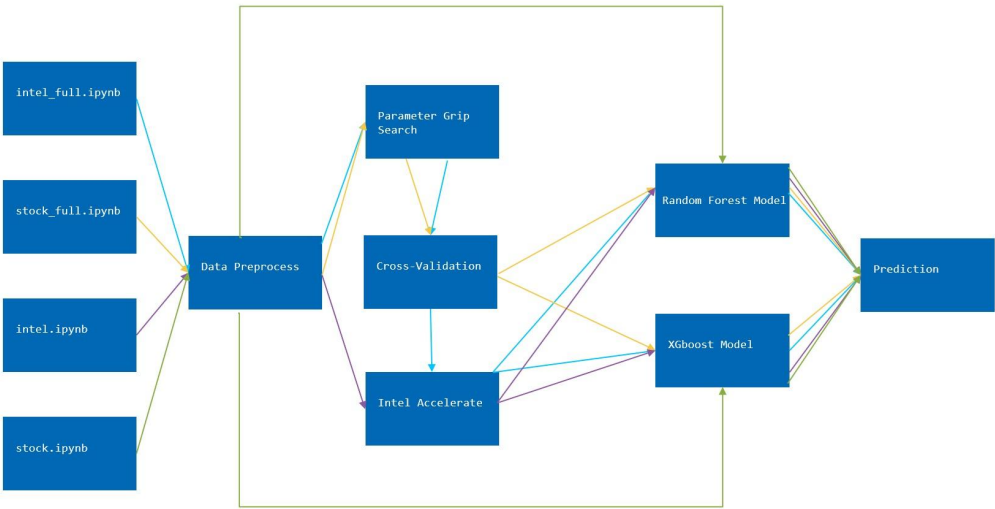 intel_full.ipynb
stock_full.ipynb
intel.ipynb
stock.ipynb
Data Preprocess
Parameter Grip
Search
Cross-Validation
Intel Accelerate
Random Forest Model
XGboost Model
Prediction